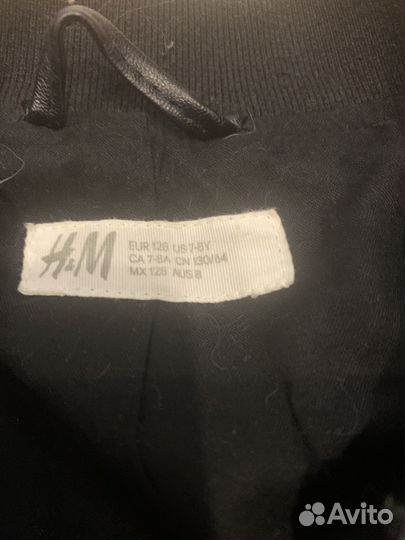 H&M
EUR 128 US 7-8Y
CA 7-8A CN 130/64
MX 128 AUS 8
Avito